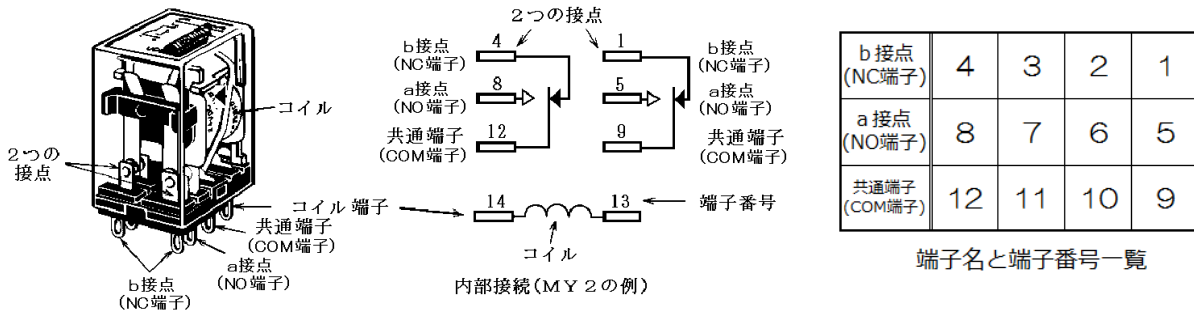 コイル
2つの
接点
コイル 端子
共通端子
(COM端子)
a接点
(NO端子)
b接点
(NC端子)
2つの接点
b接点
(NC端子)
4
1
b接点
(NC端子)
a接点
(NO端子)
8
5
a接点
(NO端子)
共通端子
(COM端子)
12
9
共通端子
(COM端子)
14
13
端子番号
コイル
内部接続(MY2の例)
b接点
(NC端子)
4 3 2 1
a接点
(NO端子)
8 7 6 5
共通端子
(COM端子)
12 11 10 9
端子名と端子番号一覧